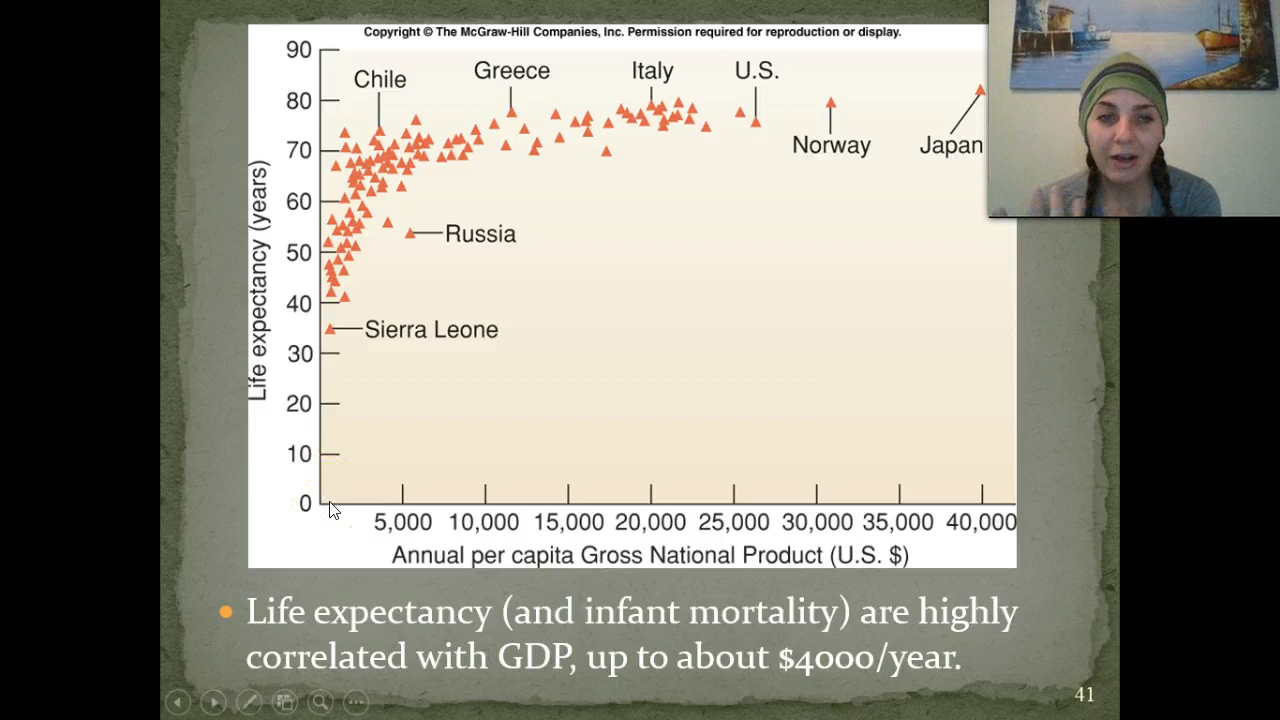 Copyright © The McGraw-Hill Companies, Inc. Permission required for reproduction or display.
90
80
70
60
50
40
30
20
10
0
Life expectancy (years)
Chile
Greece
Italy
U.S.
Norway
Japan
Russia
Sierra Leone
5,000 10,000 15,000 20,000 25,000 30,000 35,000 40,000
Annual per capita Gross National Product (U.S. $)
• Life expectancy (and infant mortality) are highly
correlated with GDP, up to about $4000/year.
41